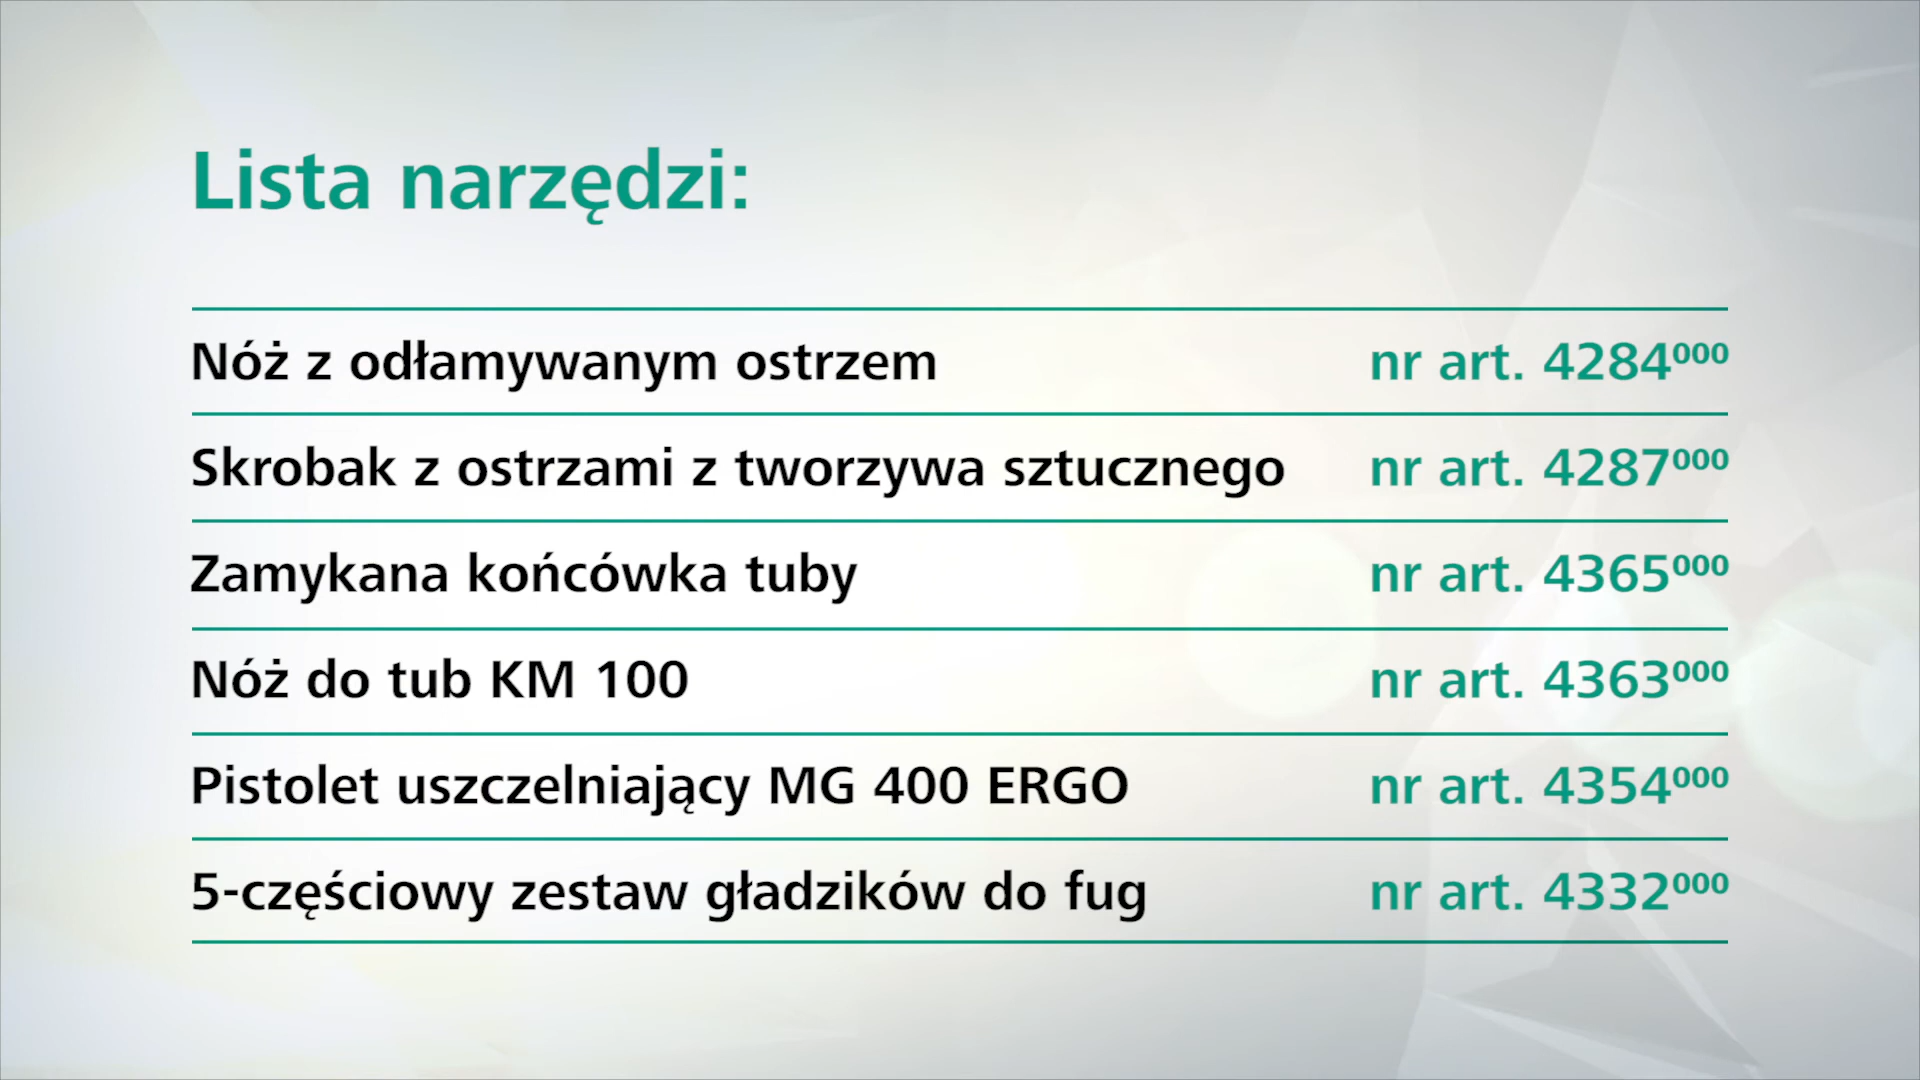 Lista narzędzi:
Nóż z odłamywanym ostrzem nr art. 4284⁰⁰⁰
Skrobak z ostrzami z tworzywa sztucznego nr art. 4287⁰⁰⁰
Zamykana końcówka tuby nr art. 4365⁰⁰⁰
Nóż do tub KM 100 nr art. 4363⁰⁰⁰
Pistolet uszczelniający MG 400 ERGO nr art. 4354⁰⁰⁰
5-częściowy zestaw gładzików do fug nr art. 4332⁰⁰⁰